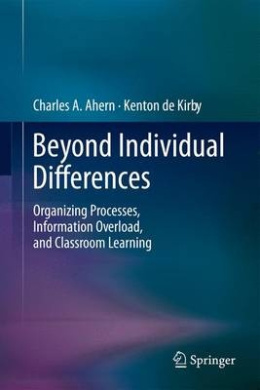 Charles A. Ahern · Kenton de Kirby
Beyond Individual
Differences
Organizing Processes,
Information Overload,
and Classroom Learning
Springer